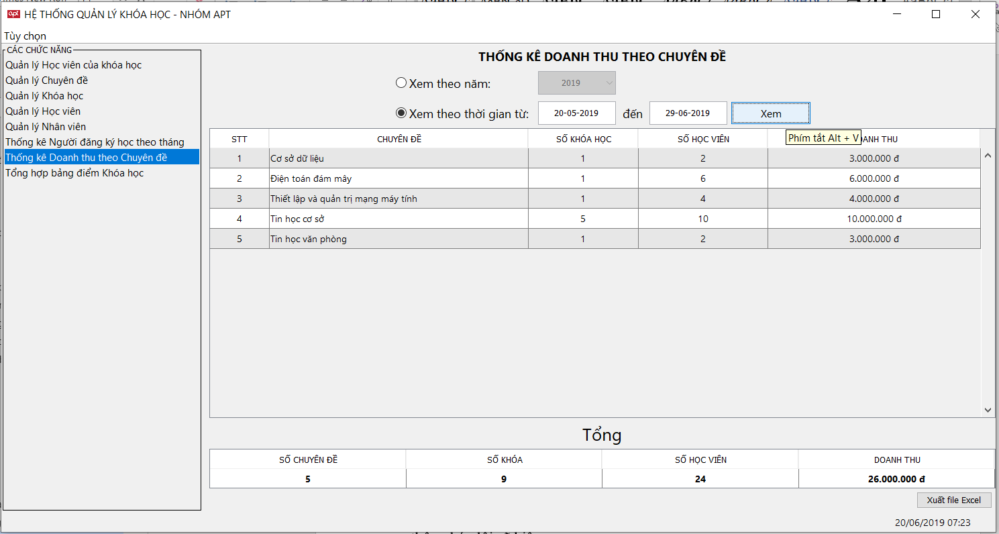 apt HỆ THỐNG QUẢN LÝ KHÓA HỌC - NHÓM APT
Tùy chọn
CÁC CHỨC NĂNG
Quản lý Học viên của khóa học
Quản lý Chuyên đề
Quản lý Khóa học
Quản lý Học viên
Quản lý Nhân viên
Thống kê Người đăng ký học theo tháng
Thống kê Doanh thu theo Chuyên đề
Tổng hợp bảng điểm Khóa học
THỐNG KÊ DOANH THU THEO CHUYÊN ĐỀ
Xem theo năm: 2019
Xem theo thời gian từ: 20-05-2019 đến 29-06-2019 Xem
Phím tắt Alt + V
STT CHUYÊN ĐỀ SỐ KHÓA HỌC SỐ HỌC VIÊN THU
1 Cơ sở dữ liệu 1 2 3.000.000 đ
2 Điện toán đám mây 1 6 6.000.000 đ
3 Thiết lập và quản trị mạng máy tính 1 4 4.000.000 đ
4 Tin học cơ sở 5 10 10.000.000 đ
5 Tin học văn phòng 1 2 3.000.000 đ
Tổng
SỐ CHUYÊN ĐỀ SỐ KHÓA SỐ HỌC VIÊN DOANH THU
5 9 24 26.000.000 đ
Xuất file Excel
20/06/2019 07:23